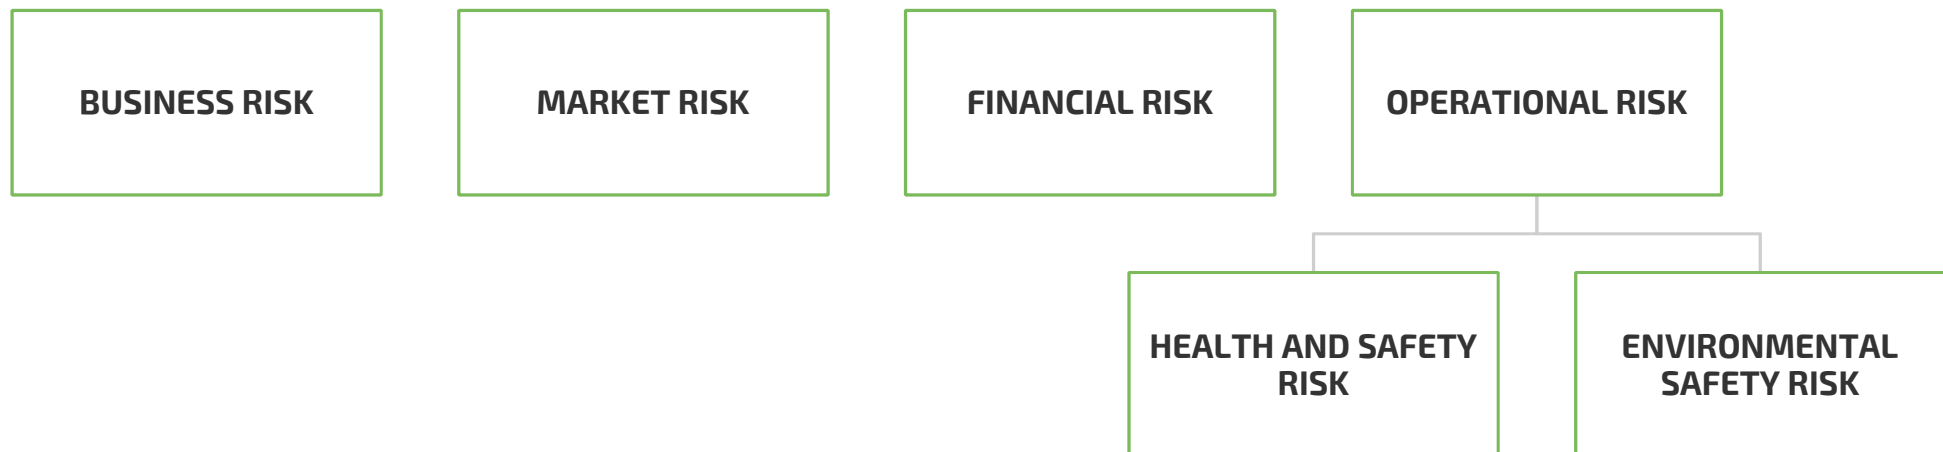 BUSINESS RISK
MARKET RISK
FINANCIAL RISK
OPERATIONAL RISK
HEALTH AND SAFETY
RISK
ENVIRONMENTAL
SAFETY RISK